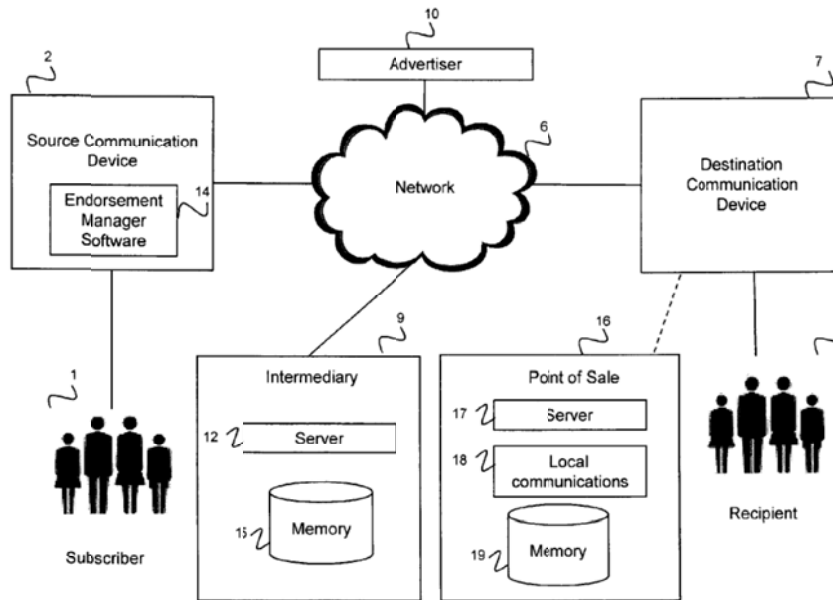 10
Advertiser
2
7
Source Communication
Device
6
Endorsement
Manager
Software
14
Network
Destination
Communication
Device
1
9
16
Intermediary
Point of Sale
12
Server
17
Server
18
Local
communications
15
Memory
19
Memory
Subscriber
Recipient